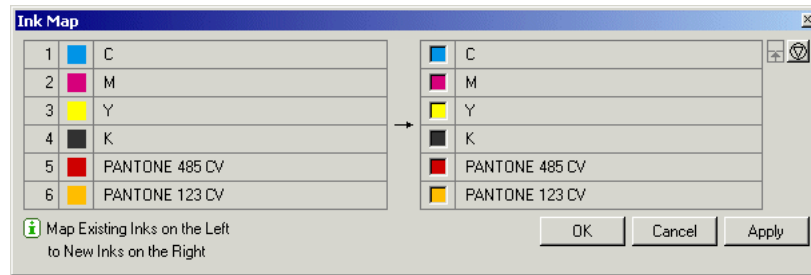 Ink Map
1 C C
2 M M
3 Y Y
4 K K
5 PANTONE 485 CV PANTONE 485 CV
6 PANTONE 123 CV PANTONE 123 CV
Map Existing Inks on the Left
to New Inks on the Right
OK Cancel Apply